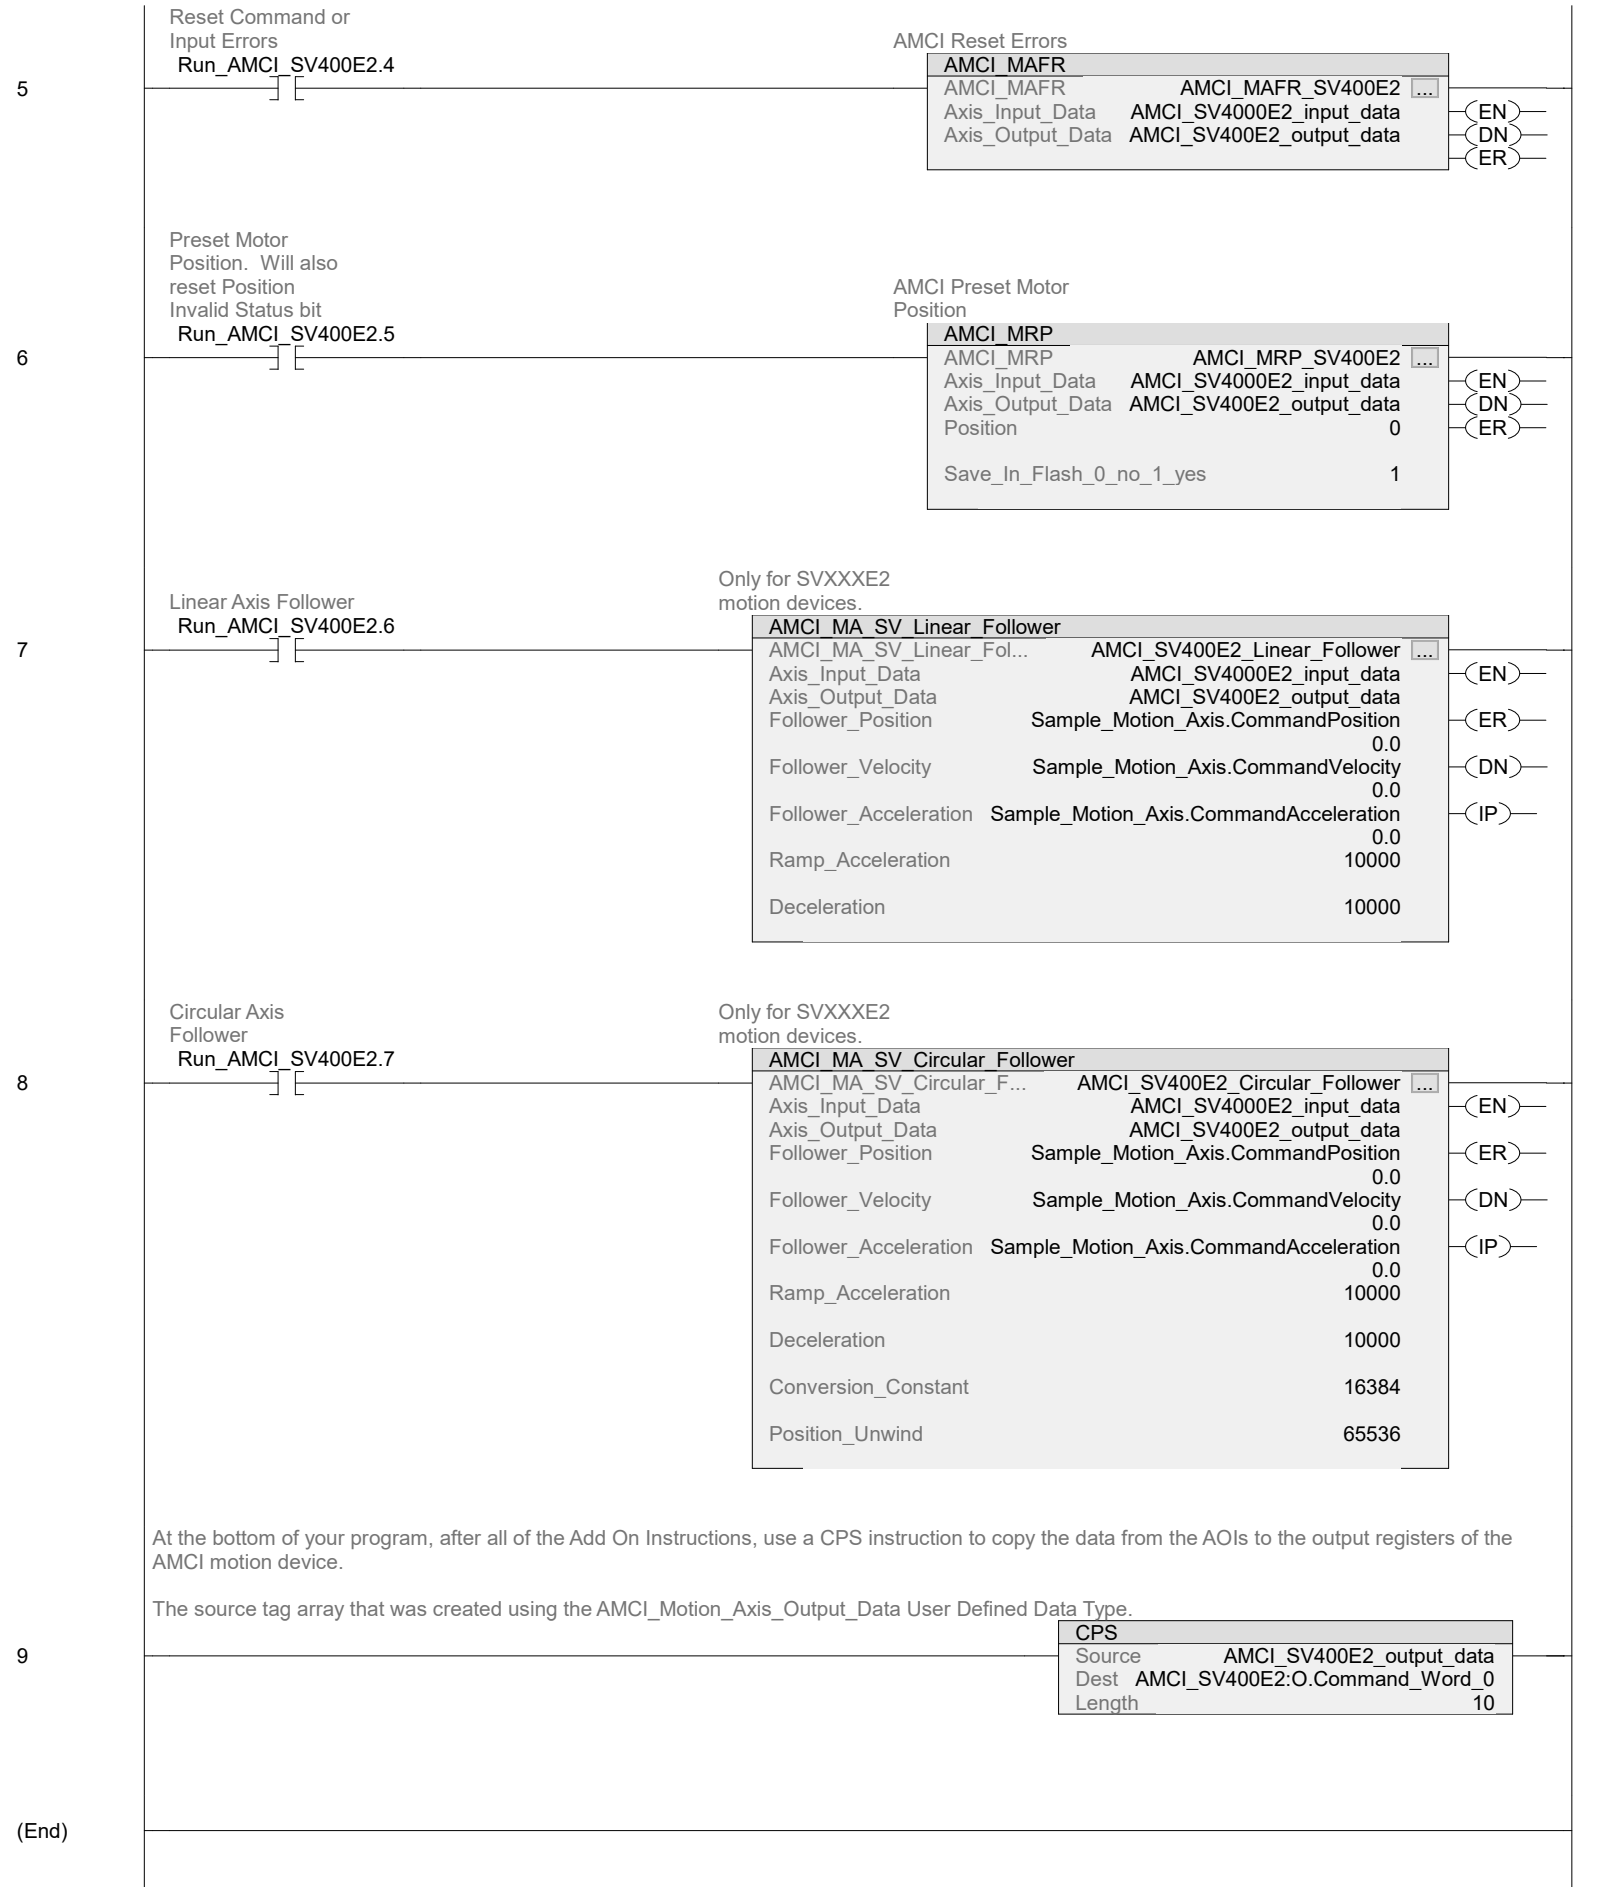 Reset Command or
Input Errors
Run_AMCI_SV400E2.4
5
AMCI Reset Errors
AMCI_MAFR
AMCI_MAFR AMCI_MAFR_SV400E2 ...
Axis_Input_Data AMCI_SV4000E2_input_data
Axis_Output_Data AMCI_SV400E2_output_data
EN
DN
ER
Preset Motor
Position. Will also
reset Position
Invalid Status bit
Run_AMCI_SV400E2.5
6
AMCI Preset Motor
Position
AMCI_MRP
AMCI_MRP AMCI_MRP_SV400E2 ...
Axis_Input_Data AMCI_SV4000E2_input_data
Axis_Output_Data AMCI_SV400E2_output_data
Position 0
Save_In_Flash_0_no_1_yes 1
EN
DN
ER
Linear Axis Follower
Run_AMCI_SV400E2.6
7
Only for SVXXXE2
motion devices.
AMCI_MA_SV_Linear_Follower
AMCI_MA_SV_Linear_Fol... AMCI_SV400E2_Linear_Follower ...
Axis_Input_Data AMCI_SV4000E2_input_data
Axis_Output_Data AMCI_SV400E2_output_data
Follower_Position Sample_Motion_Axis.CommandPosition
0.0
Follower_Velocity Sample_Motion_Axis.CommandVelocity
0.0
Follower_Acceleration Sample_Motion_Axis.CommandAcceleration
0.0
Ramp_Acceleration 10000
Deceleration 10000
EN
ER
DN
IP
Circular Axis
Follower
Run_AMCI_SV400E2.7
8
Only for SVXXXE2
motion devices.
AMCI_MA_SV_Circular_Follower
AMCI_MA_SV_Circular_F... AMCI_SV400E2_Circular_Follower ...
Axis_Input_Data AMCI_SV4000E2_input_data
Axis_Output_Data AMCI_SV400E2_output_data
Follower_Position Sample_Motion_Axis.CommandPosition
0.0
Follower_Velocity Sample_Motion_Axis.CommandVelocity
0.0
Follower_Acceleration Sample_Motion_Axis.CommandAcceleration
0.0
Ramp_Acceleration 10000
Deceleration 10000
Conversion_Constant 16384
Position_Unwind 65536
EN
ER
DN
IP
At the bottom of your program, after all of the Add On Instructions, use a CPS instruction to copy the data from the AOIs to the output registers of the
AMCI motion device.
The source tag array that was created using the AMCI_Motion_Axis_Output_Data User Defined Data Type.
9
CPS
Source AMCI_SV400E2_output_data
Dest AMCI_SV400E2:O.Command_Word_0
Length 10
(End)